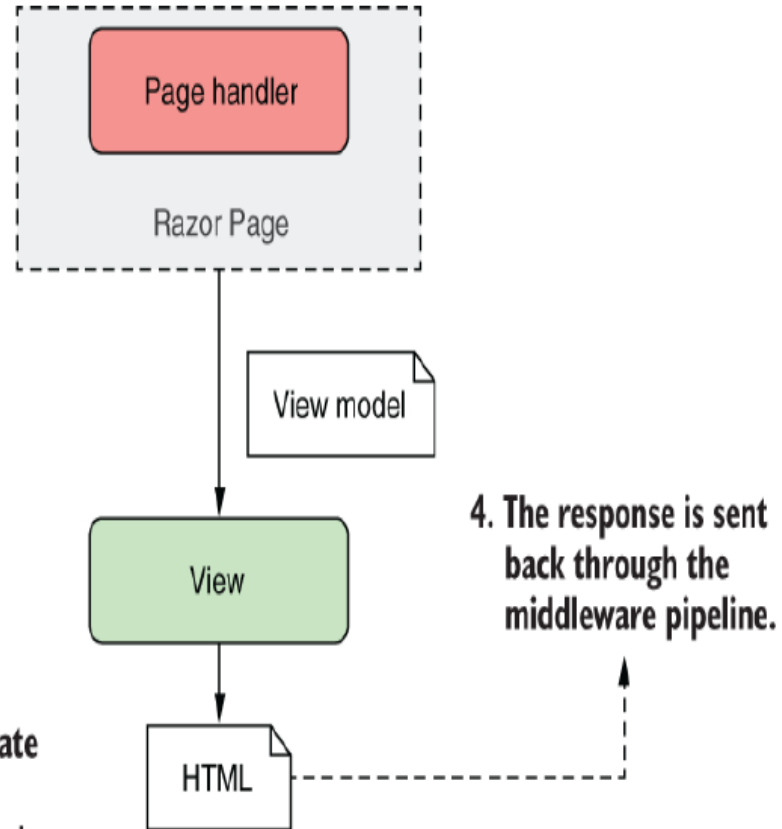 Page handler
Razor Page
View model
View
4. The response is sent
back through the
middleware pipeline.
HTML